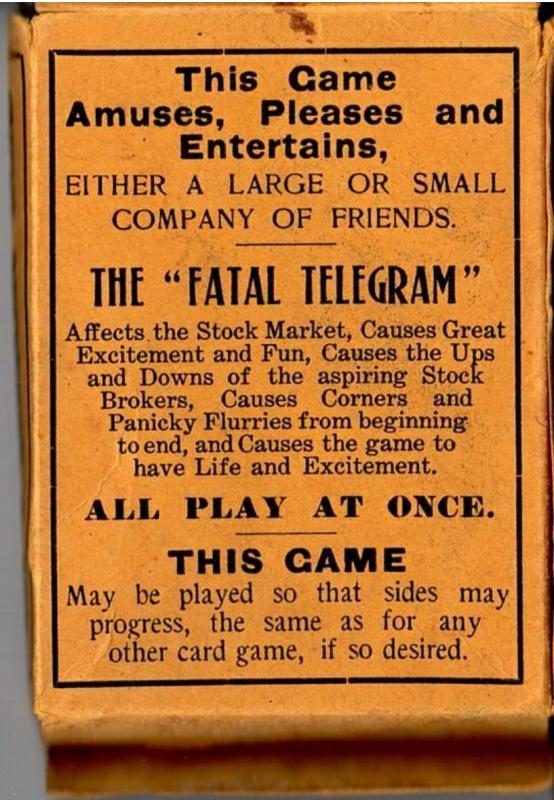 This Game
Amuses, Pleases and
Entertains,
EITHER A LARGE OR SMALL
COMPANY OF FRIENDS.
THE "FATAL TELEGRAM"
Affects the Stock Market, Causes Great
Excitement and Fun, Causes the Ups
and Downs of the aspiring Stock
Brokers, Causes Corners and
Panicky Flurries from beginning
to end, and Causes the game to
have Life and Excitement.
ALL PLAY AT ONCE.
THIS GAME
May be played so that sides may
progress, the same as for any
other card game, if so desired.